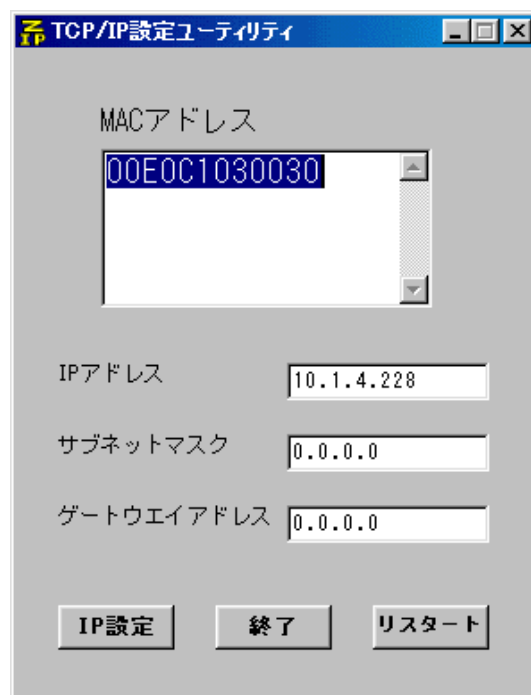 ZIP TCP/IP設定ユーティリティ
MACアドレス
00E0C1030030
IPアドレス 10.1.4.228
サブネットマスク 0.0.0.0
ゲートウエイアドレス 0.0.0.0
IP設定 終了 リスタート